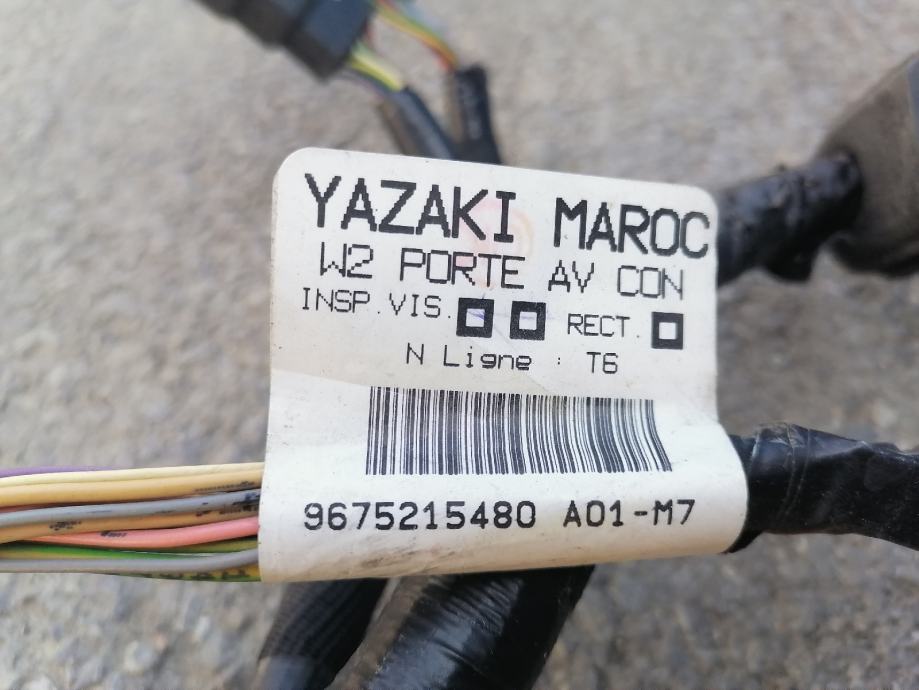 YAZAKI MAROC
W2 PORTE AV CON
INSP.VIS. RECT.
N Ligne : T6
9675215480 A01-M7